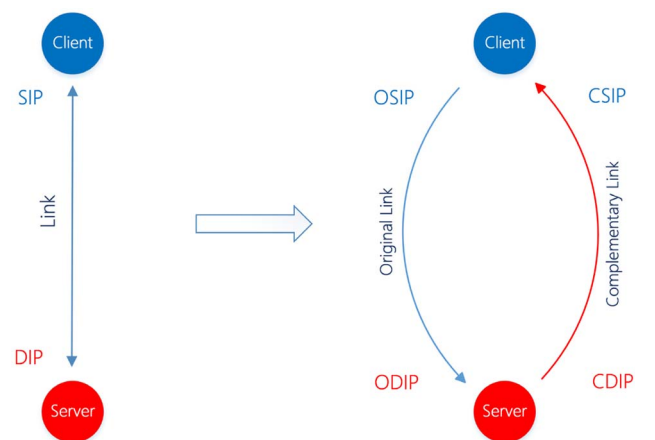 Client
SIP
Link
DIP
Server
Client
OSIP
CSIP
Original Link
Complementary Link
ODIP
CDIP
Server